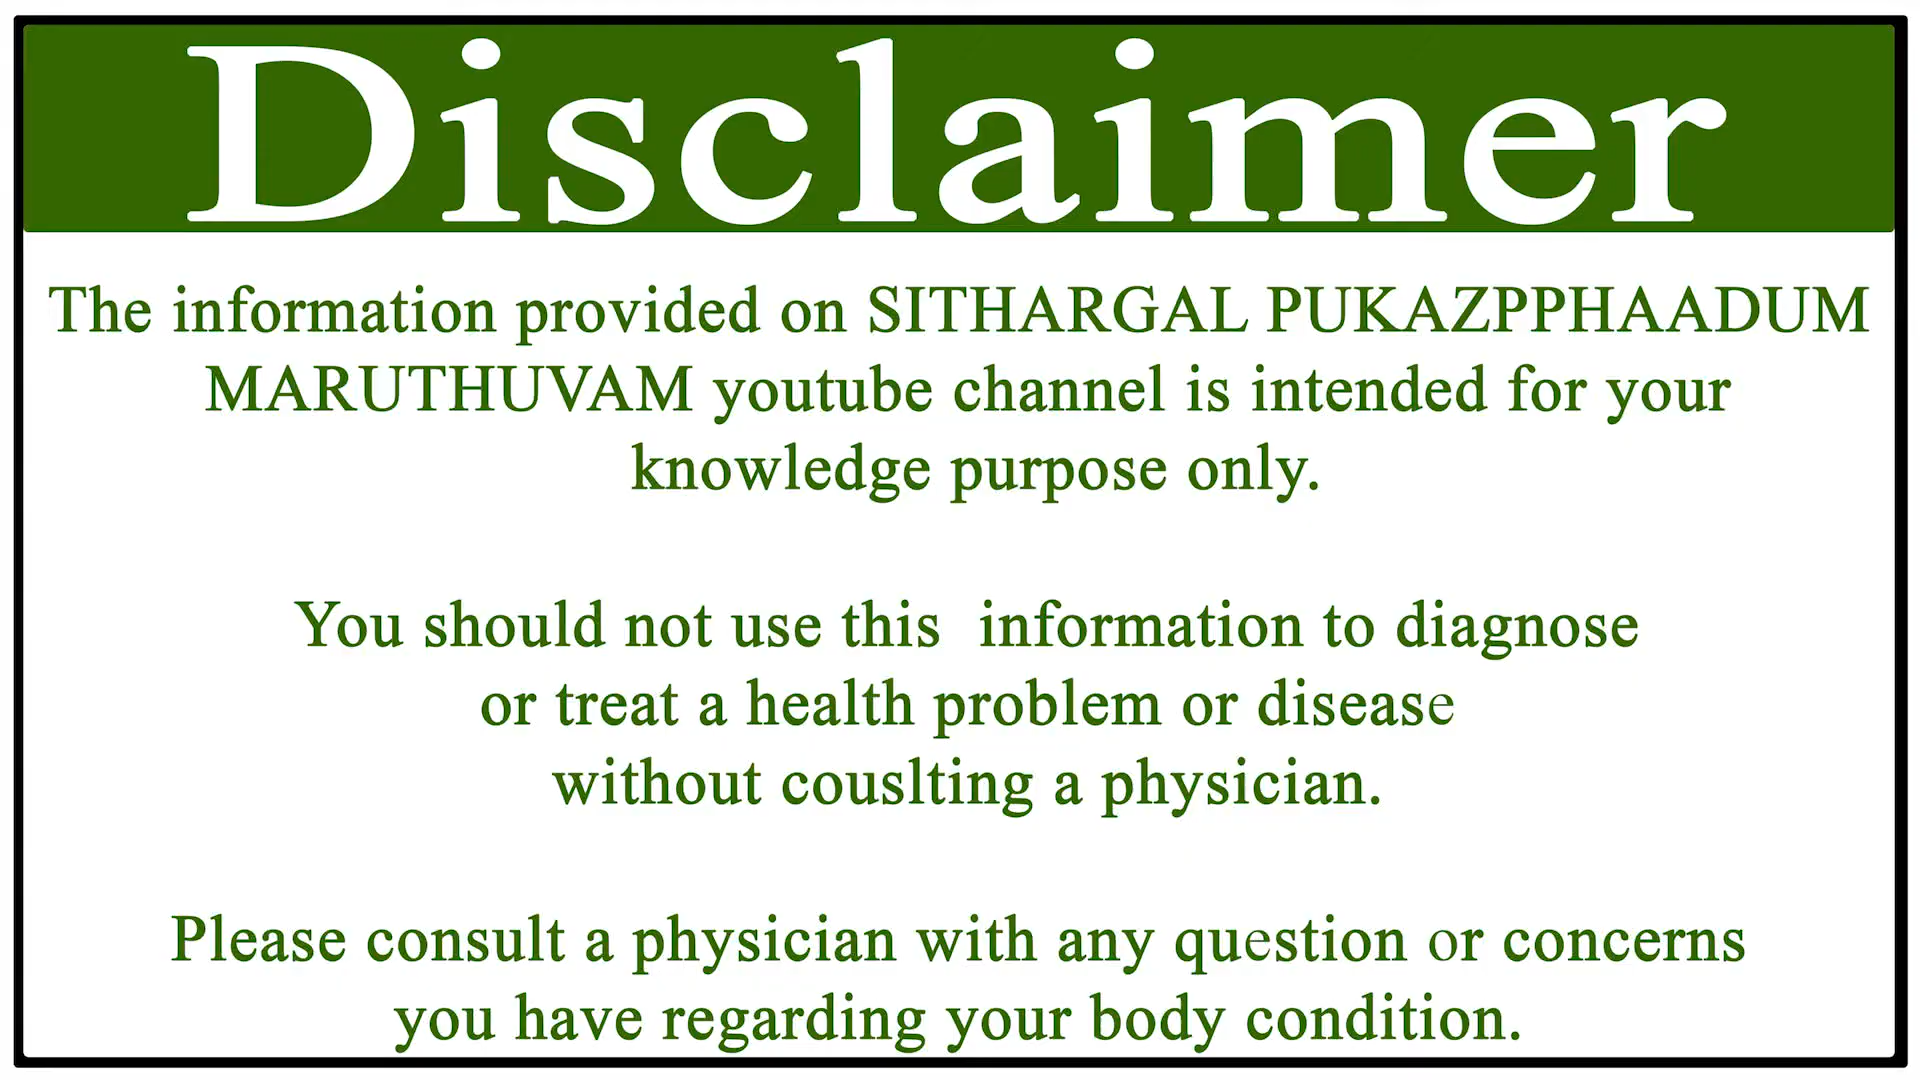 Disclaimer
The information provided on SITHARGAL PUKAZPPHAADUM
MARUTHUVAM youtube channel is intended for your
knowledge purpose only.
You should not use this  information to diagnose
or treat a health problem or disease
without couslting a physician.
Please consult a physician with any question or concerns
you have regarding your body condition.